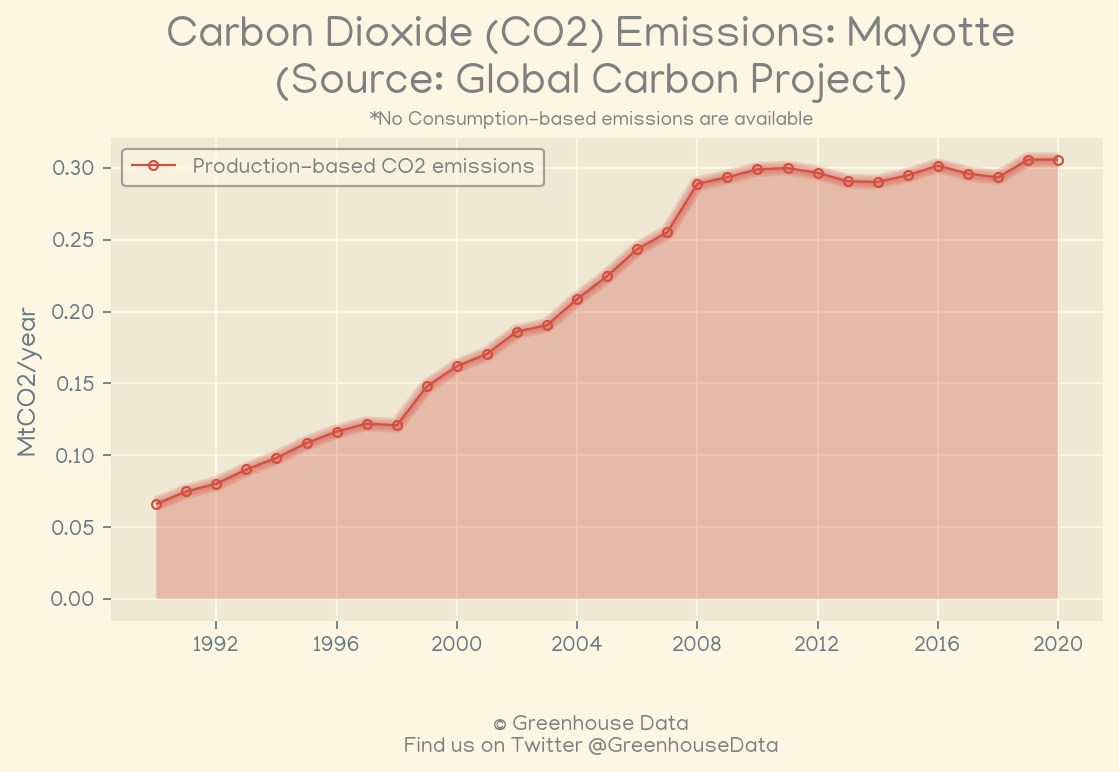 Carbon Dioxide (CO2) Emissions: Mayotte
(Source: Global Carbon Project)
*No Consumption-based emissions are available
Production-based CO2 emissions
MtCO2/year
0.30
0.25
0.20
0.15
0.10
0.05
0.00
1992 1996 2000 2004 2008 2012 2016 2020
© Greenhouse Data
Find us on Twitter @GreenhouseData